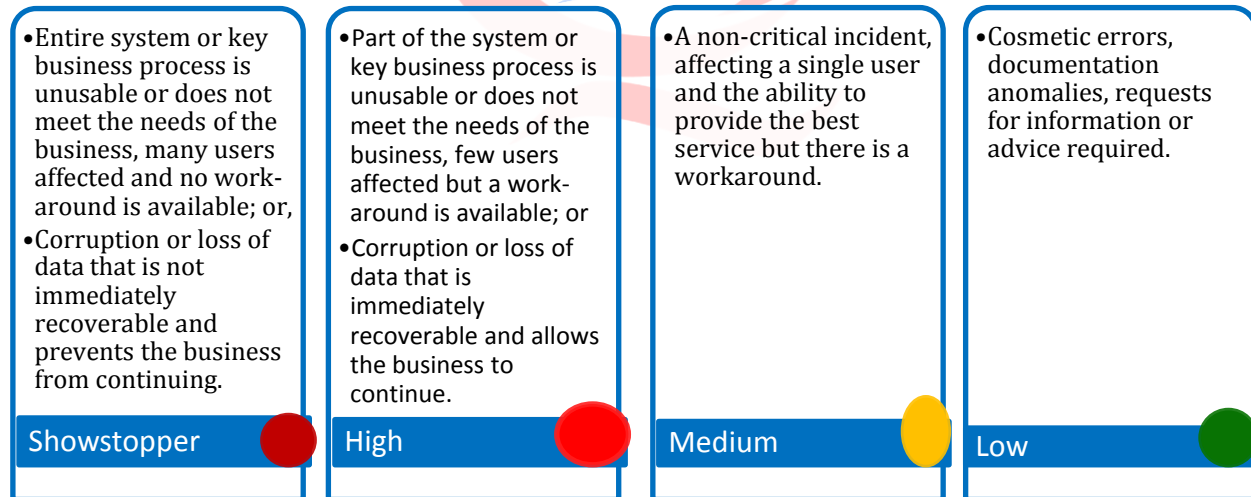 •Entire system or key
business process is
unusable or does not
meet the needs of the
business, many users
affected and no work-
around is available; or,
•Corruption or loss of
data that is not
immediately
recoverable and
prevents the business
from continuing.
Showstopper
•Part of the system or
key business process is
unusable or does not
meet the needs of the
business, few users
affected but a work-
around is available; or
•Corruption or loss of
data that is
immediately
recoverable and allows
the business to
continue.
High
•A non-critical incident,
affecting a single user
and the ability to
provide the best
service but there is a
workaround.
Medium
•Cosmetic errors,
documentation
anomalies, requests
for information or
advice required.
Low